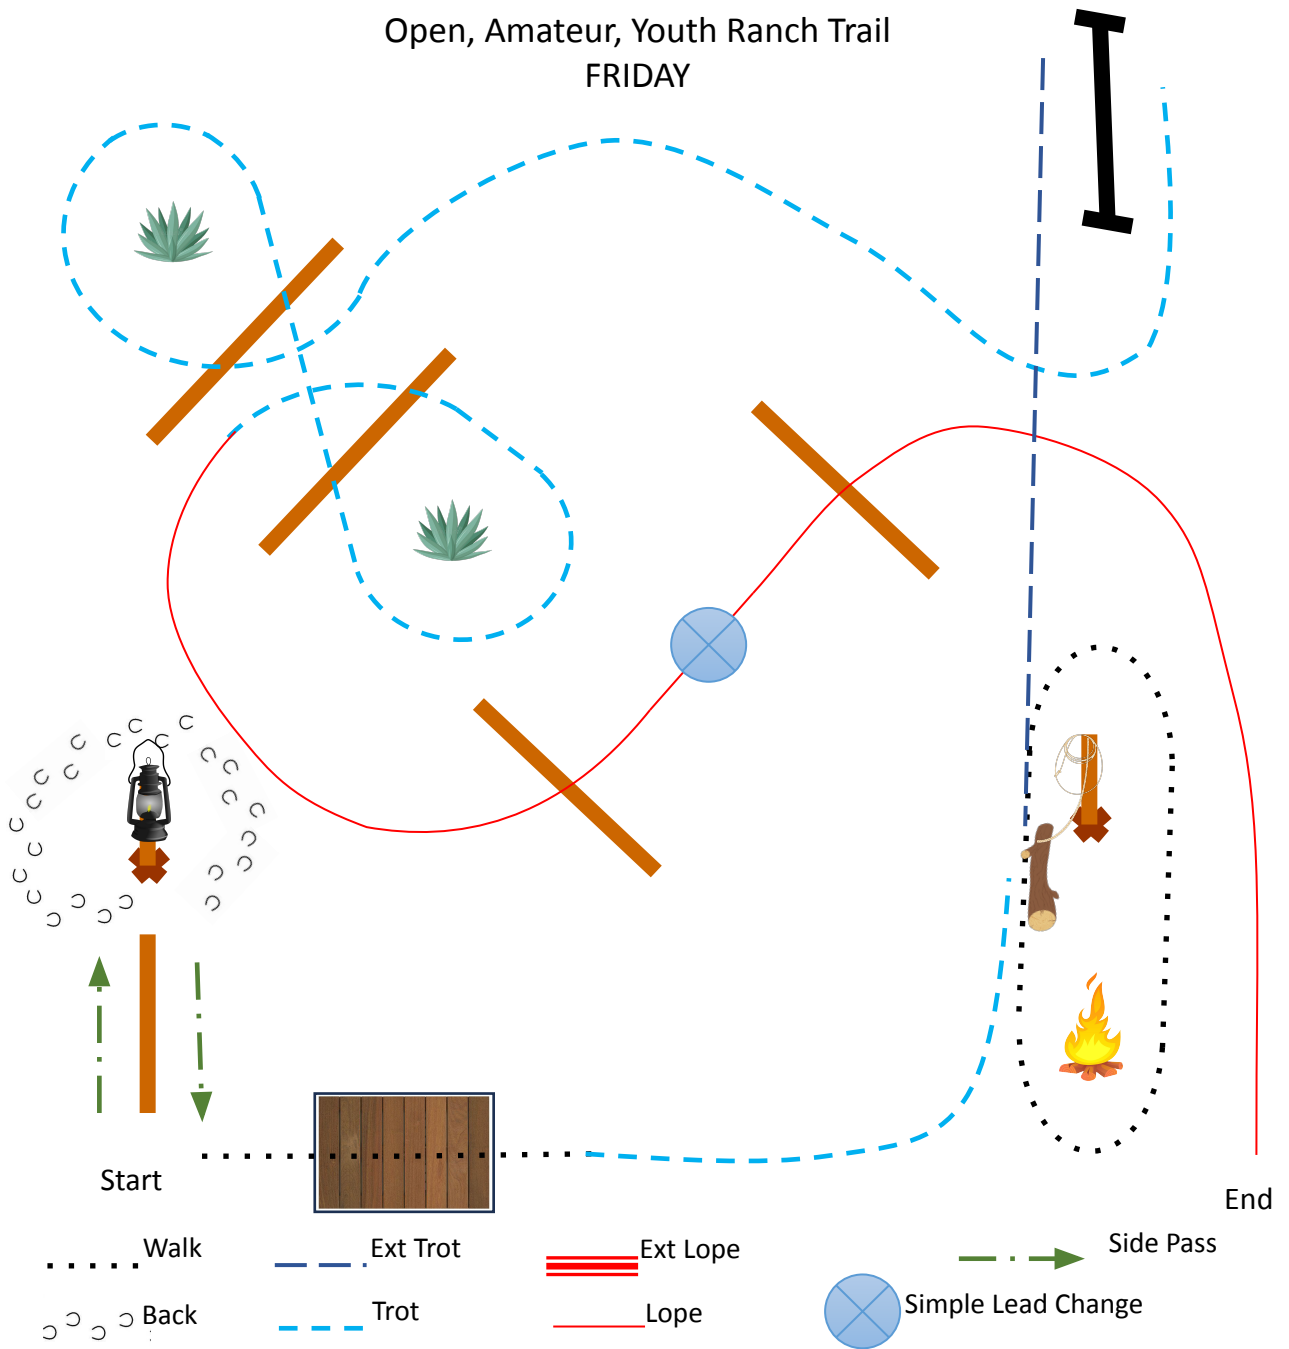 Open, Amateur, Youth Ranch Trail
FRIDAY
Start
End
Walk
Ext Trot
Ext Lope
Side Pass
Back
Trot
Lope
Simple Lead Change